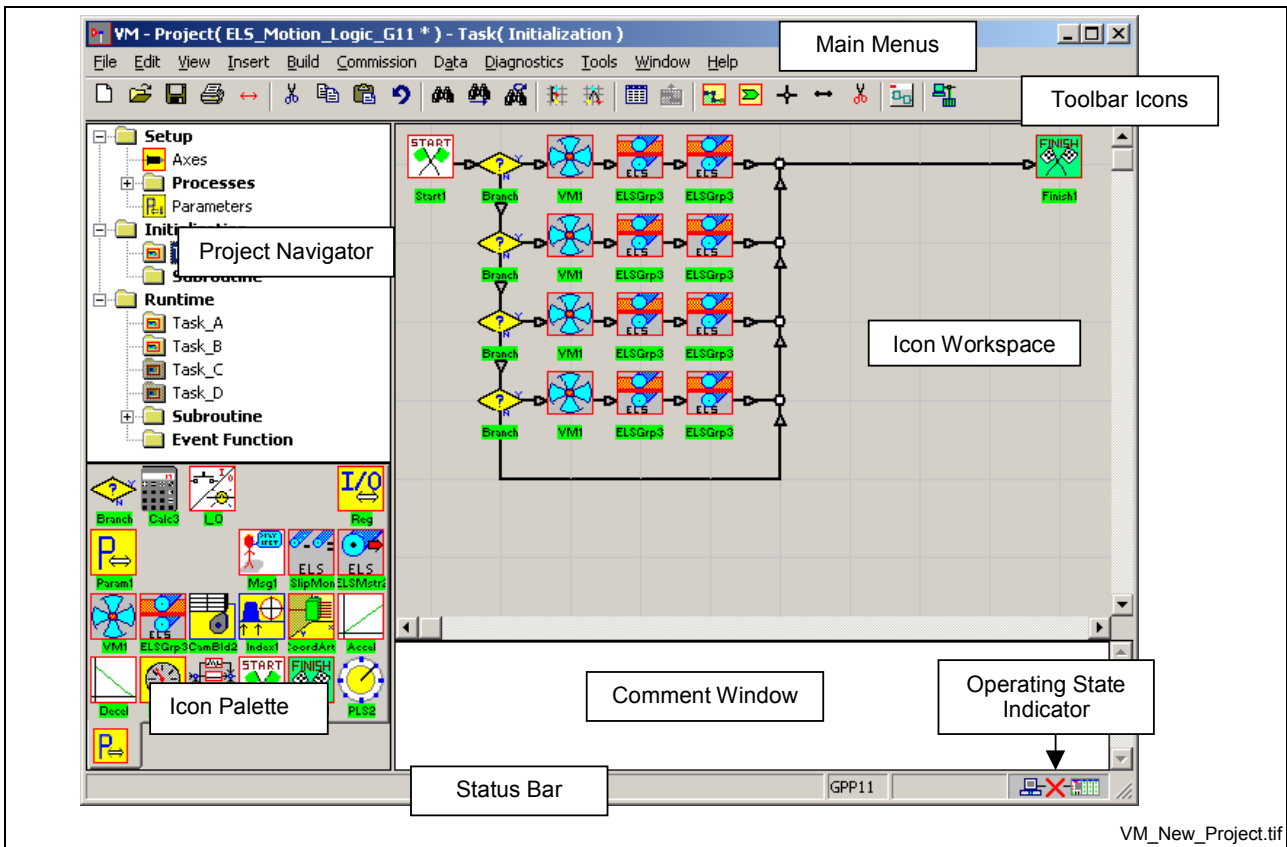 VM - Project( ELS_Motion_Logic_G11 * ) - Task( Initialization )
Main Menus
File Edit View Insert Build Commission Data Diagnostics Tools Window Help
Toolbar Icons
Setup
Axes
Processes
Parameters
Project Navigator
Subroutine
Runtime
Task_A
Task_B
Task_C
Task_D
Subroutine
Event Function
START
FINISH
Start1 Branch VM1 ELSGrp3 ELSGrp3 Finish1
Branch VM1 ELSGrp3 ELSGrp3
Branch VM1 ELSGrp3 ELSGrp3
Branch VM1 ELSGrp3 ELSGrp3
Icon Workspace
I/O
Branch Calc3 I_O Reg
ELS ELS
Param1 Msg1 SlipMon ELSMstr2
VM1 ELSGrp3 CamBld2 Index1 CoordArt Accel
START FINISH
Decel PLS2
Icon Palette
Comment Window
Operating State
Indicator
Status Bar
GPP11
VM_New_Project.tif